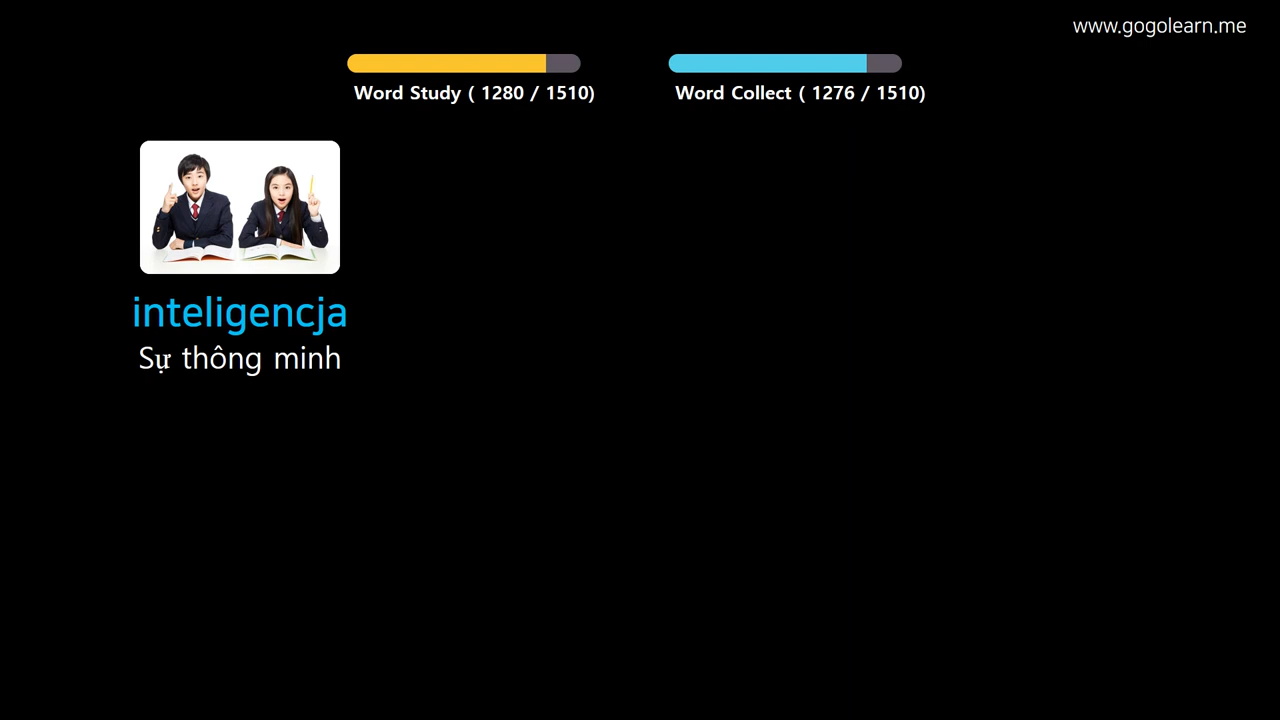 www.gogolearn.me
Word Study ( 1280 / 1510)
Word Collect ( 1276 / 1510)
inteligencja
Sự thông minh